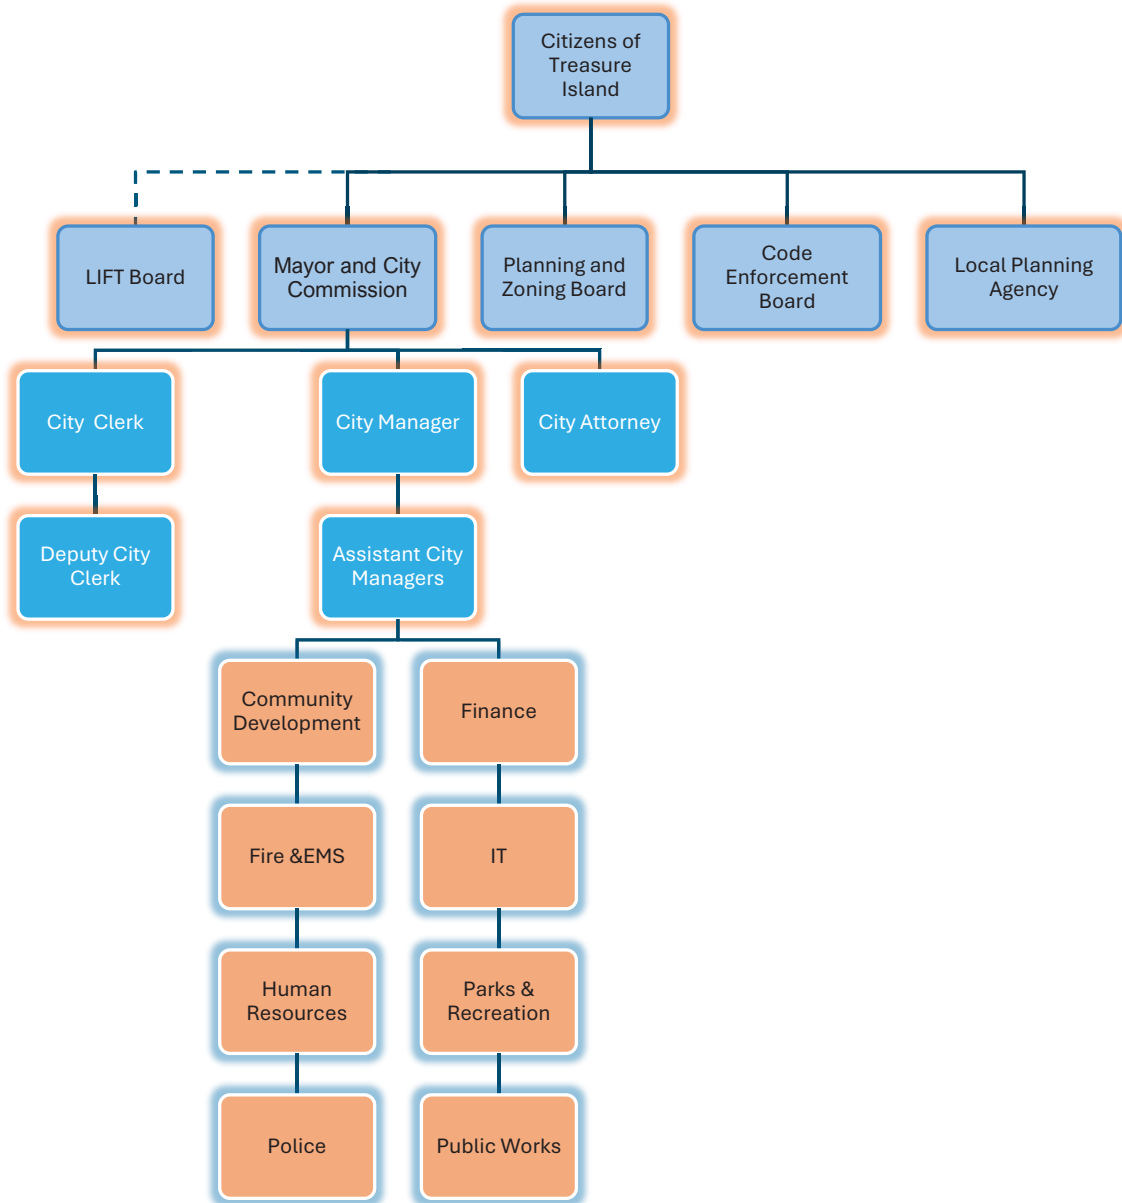 Citizens of
Treasure
Island
LIFT Board
Mayor and City
Commission
Planning and
Zoning Board
Code
Enforcement
Board
Local Planning
Agency
City  Clerk
City Manager
City Attorney
Deputy City
Clerk
Assistant City
Managers
Community
Development
Finance
Fire &EMS
IT
Human
Resources
Parks &
Recreation
Police
Public Works